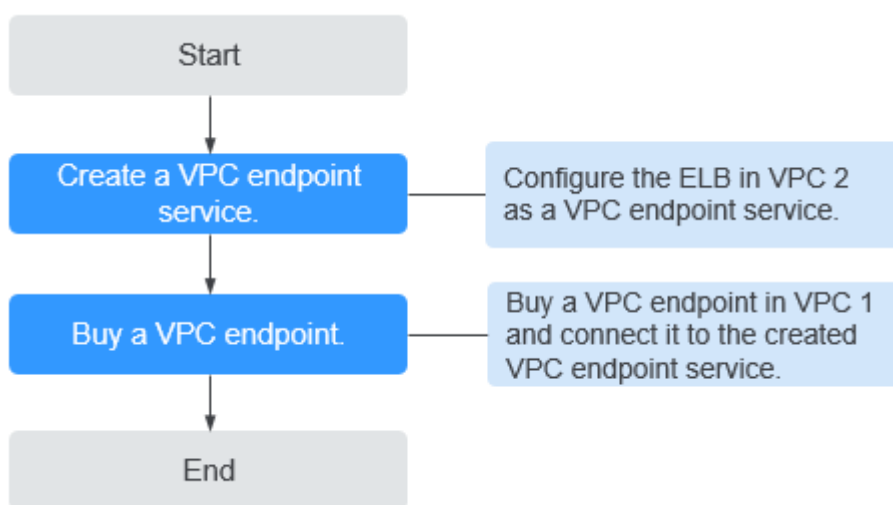 Start
Create a VPC endpoint
service.
Configure the ELB in VPC 2
as a VPC endpoint service.
Buy a VPC endpoint.
Buy a VPC endpoint in VPC 1
and connect it to the created
VPC endpoint service.
End